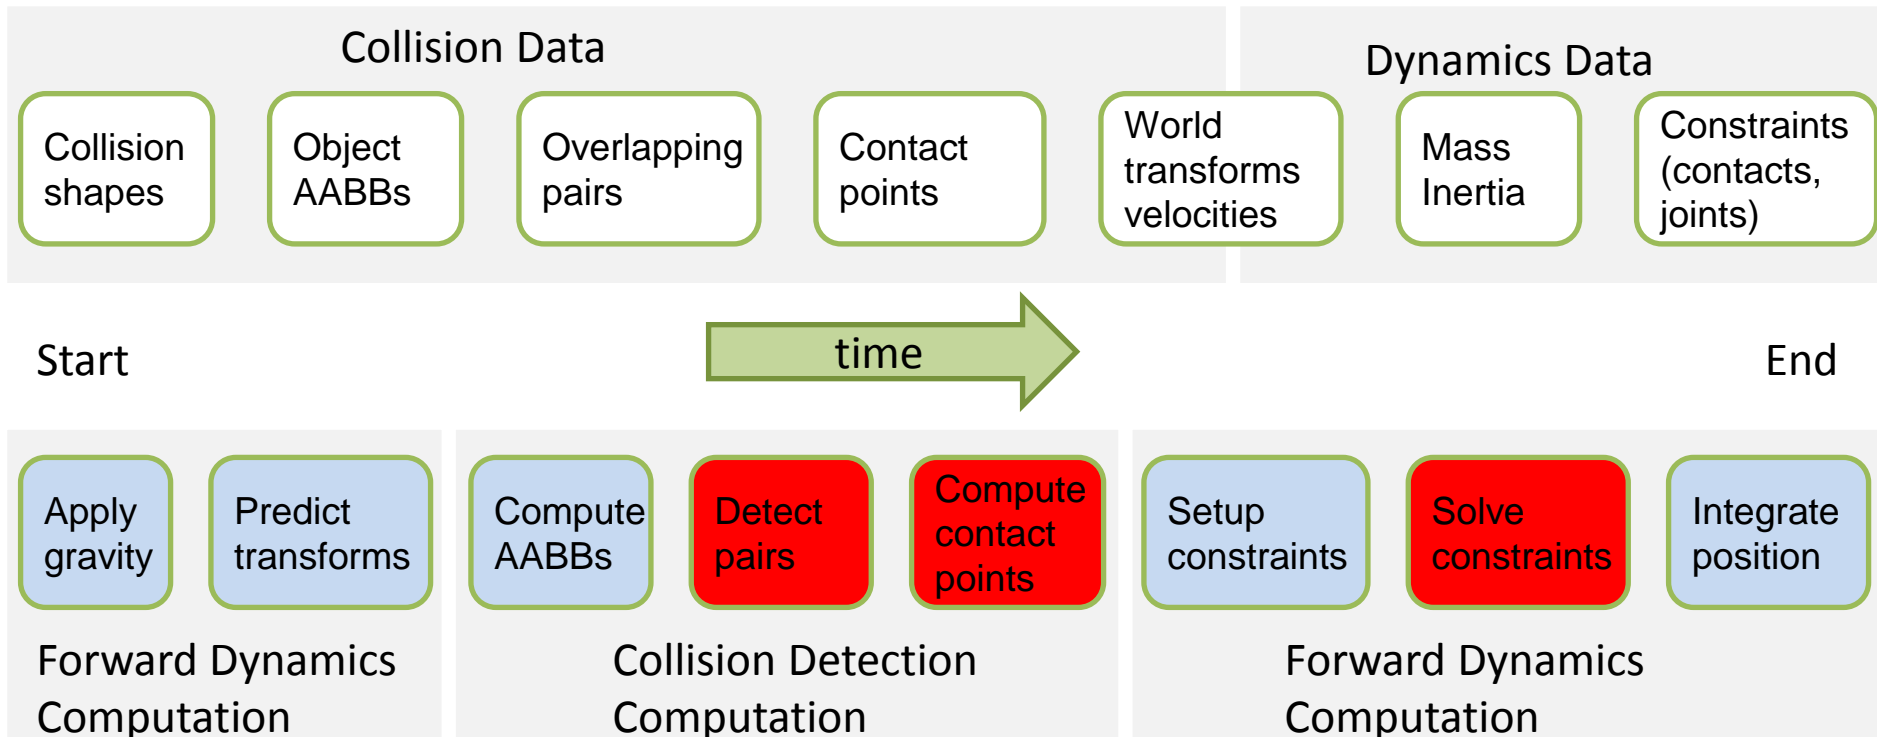 Collision Data
Dynamics Data
Collision
shapes
Object
AABBs
Overlapping
pairs
Contact
points
World
transforms
velocities
Mass
Inertia
Constraints
(contacts,
joints)
Start
time
End
Apply
gravity
Predict
transforms
Compute
AABBs
Detect
pairs
Compute
contact
points
Setup
constraints
Solve
constraints
Integrate
position
Forward Dynamics
Computation
Collision Detection
Computation
Forward Dynamics
Computation